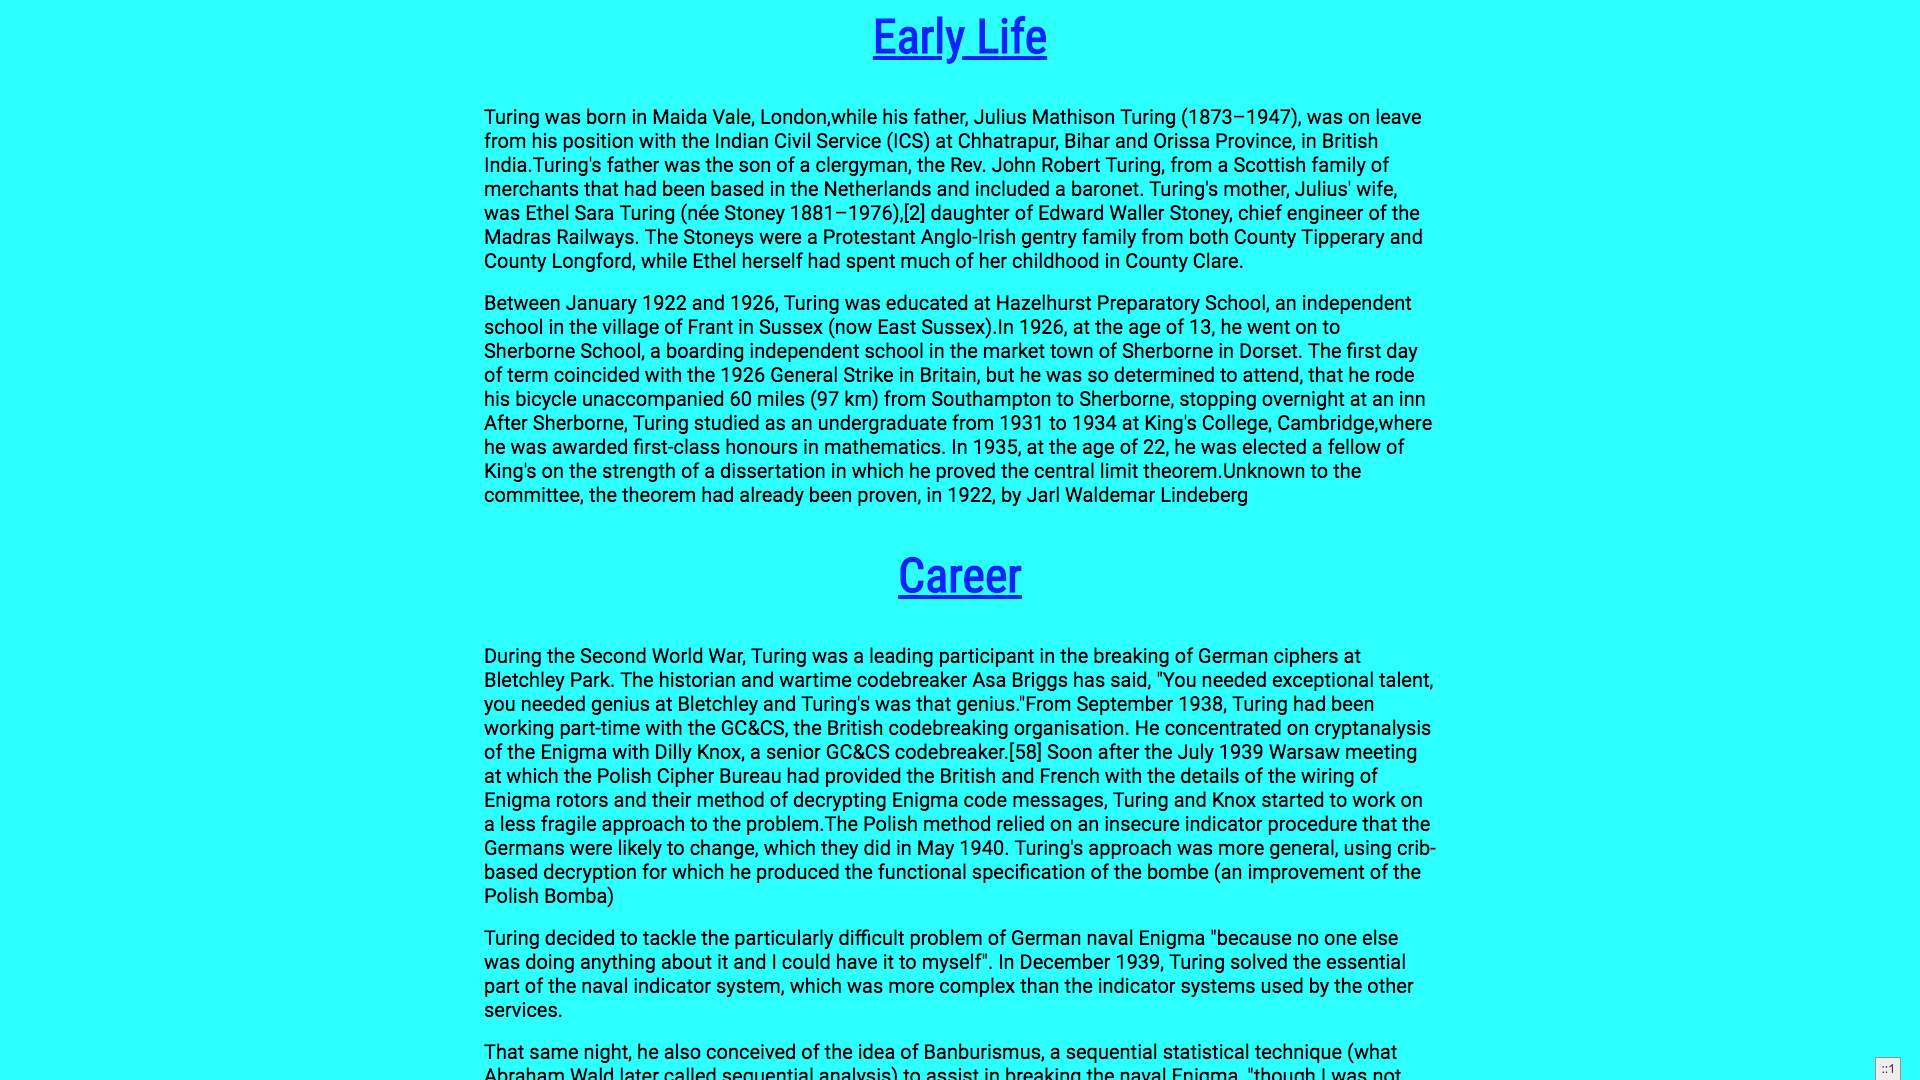 Early Life
Turing was born in Maida Vale, London,while his father, Julius Mathison Turing (1873–1947), was on leave
from his position with the Indian Civil Service (ICS) at Chhatrapur, Bihar and Orissa Province, in British
India.Turing's father was the son of a clergyman, the Rev. John Robert Turing, from a Scottish family of
merchants that had been based in the Netherlands and included a baronet. Turing's mother, Julius' wife,
was Ethel Sara Turing (née Stoney 1881–1976),[2] daughter of Edward Waller Stoney, chief engineer of the
Madras Railways. The Stoneys were a Protestant Anglo-Irish gentry family from both County Tipperary and
County Longford, while Ethel herself had spent much of her childhood in County Clare.
Between January 1922 and 1926, Turing was educated at Hazelhurst Preparatory School, an independent
school in the village of Frant in Sussex (now East Sussex).In 1926, at the age of 13, he went on to
Sherborne School, a boarding independent school in the market town of Sherborne in Dorset. The first day
of term coincided with the 1926 General Strike in Britain, but he was so determined to attend, that he rode
his bicycle unaccompanied 60 miles (97 km) from Southampton to Sherborne, stopping overnight at an inn
After Sherborne, Turing studied as an undergraduate from 1931 to 1934 at King's College, Cambridge,where
he was awarded first-class honours in mathematics. In 1935, at the age of 22, he was elected a fellow of
King's on the strength of a dissertation in which he proved the central limit theorem.Unknown to the
committee, the theorem had already been proven, in 1922, by Jarl Waldemar Lindeberg
Career
During the Second World War, Turing was a leading participant in the breaking of German ciphers at
Bletchley Park. The historian and wartime codebreaker Asa Briggs has said, "You needed exceptional talent,
you needed genius at Bletchley and Turing's was that genius."From September 1938, Turing had been
working part-time with the GC&CS, the British codebreaking organisation. He concentrated on cryptanalysis
of the Enigma with Dilly Knox, a senior GC&CS codebreaker.[58] Soon after the July 1939 Warsaw meeting
at which the Polish Cipher Bureau had provided the British and French with the details of the wiring of
Enigma rotors and their method of decrypting Enigma code messages, Turing and Knox started to work on
a less fragile approach to the problem.The Polish method relied on an insecure indicator procedure that the
Germans were likely to change, which they did in May 1940. Turing's approach was more general, using crib-
based decryption for which he produced the functional specification of the bombe (an improvement of the
Polish Bomba)
Turing decided to tackle the particularly difficult problem of German naval Enigma "because no one else
was doing anything about it and I could have it to myself". In December 1939, Turing solved the essential
part of the naval indicator system, which was more complex than the indicator systems used by the other
services.
That same night, he also conceived of the idea of Banburismus, a sequential statistical technique (what
Abraham Wald later called sequential analysis) to assist in breaking the naval Enigma, "though I was not
::1